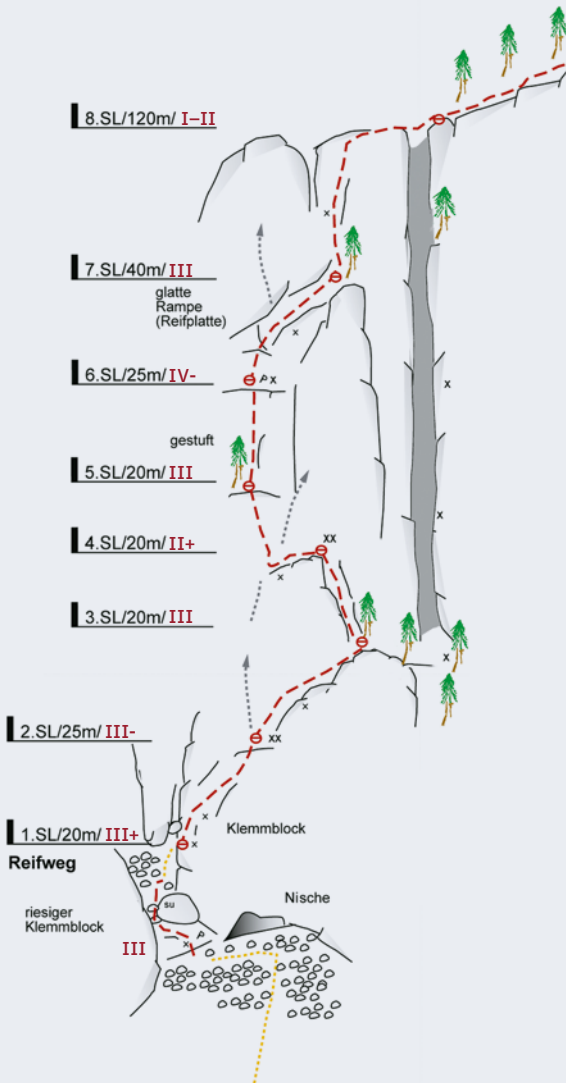 8.SL/120m/ I–II
7.SL/40m/ III
glatte
Rampe
(Reifplatte)
6.SL/25m/ IV-
P x
x
x
x
gestuft
5.SL/20m/ III
x
4.SL/20m/ II+
xx
x
3.SL/20m/ III
x
x
2.SL/25m/ III-
xx
x
Klemmblock
1.SL/20m/ III+
x
Reifweg
su
Nische
riesiger
Klemmblock
P
x
III